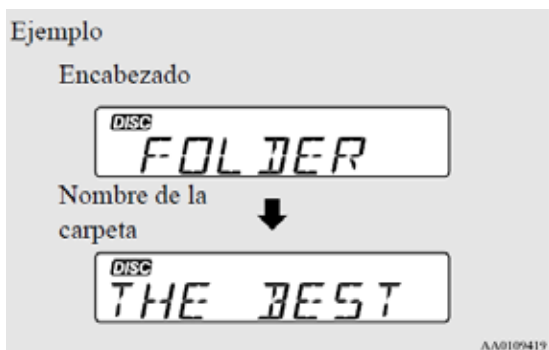 Ejemplo
Encabezado
DISC
FOLDER
Nombre de la
carpeta
DISC
THE BEST
AA0109419